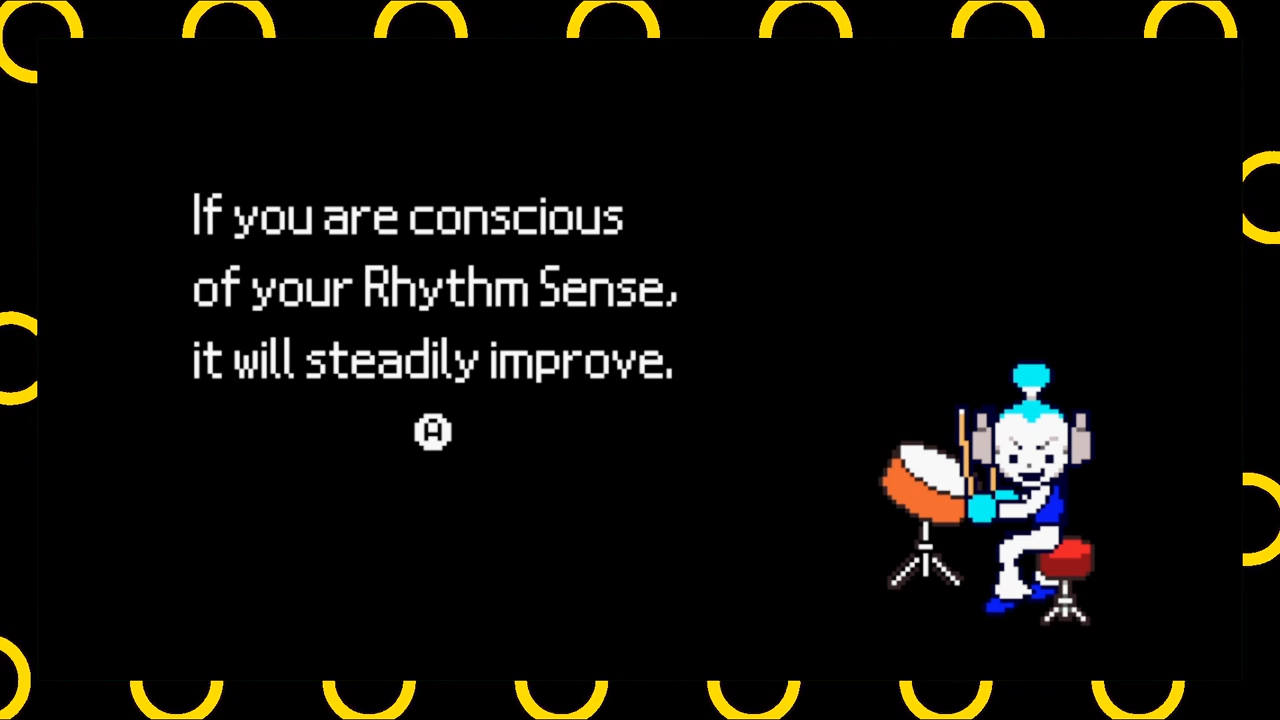 If you are conscious
of your Rhythm Sense,
it will steadily improve.
A